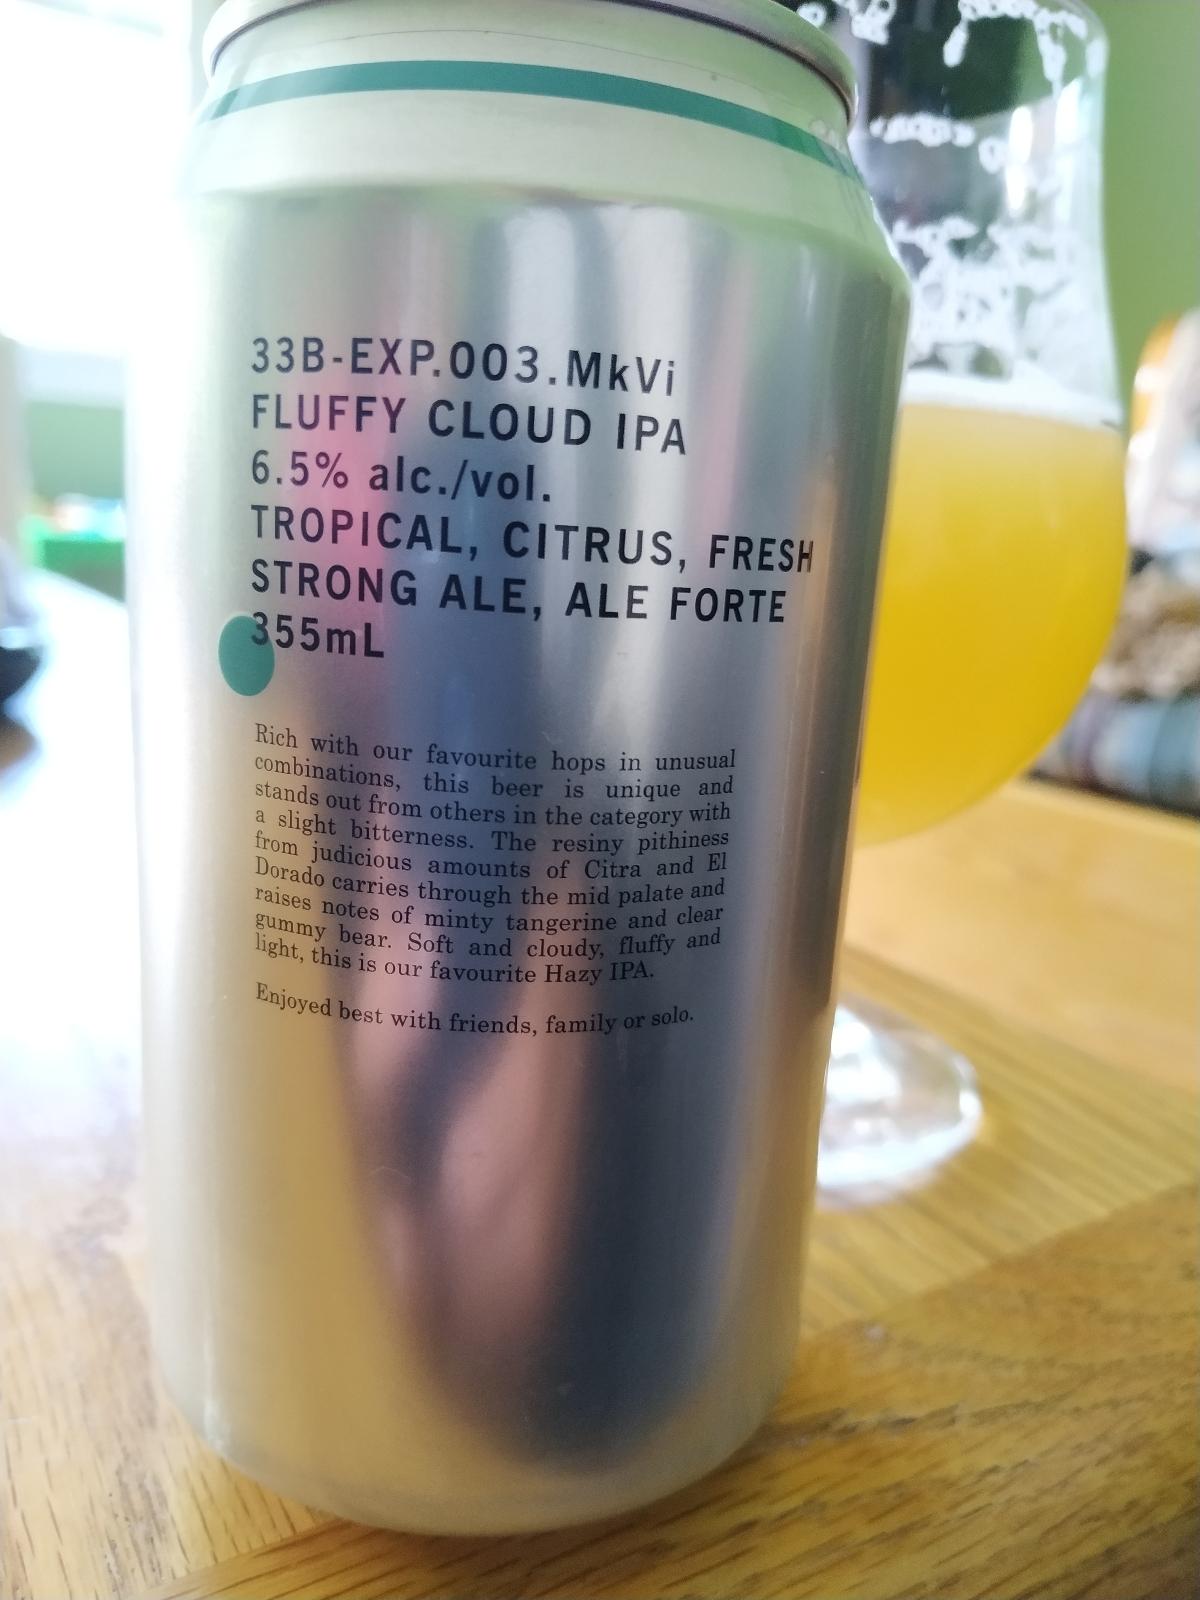 33B-EXP.003.MkVi
FLUFFY CLOUD IPA
6.5% alc./vol.
TROPICAL, CITRUS, FRESH
STRONG ALE, ALE FORTE
355mL
Rich with our favourite hops in unusual
combinations, this beer is unique and
stands out from others in the category with
a slight bitterness. The resiny pithiness
from judicious amounts of Citra and El
Dorado carries through the mid palate and
raises notes of minty tangerine and clear
gummy bear. Soft and cloudy, fluffy and
light, this is our favourite Hazy IPA.
Enjoyed best with friends, family or solo.